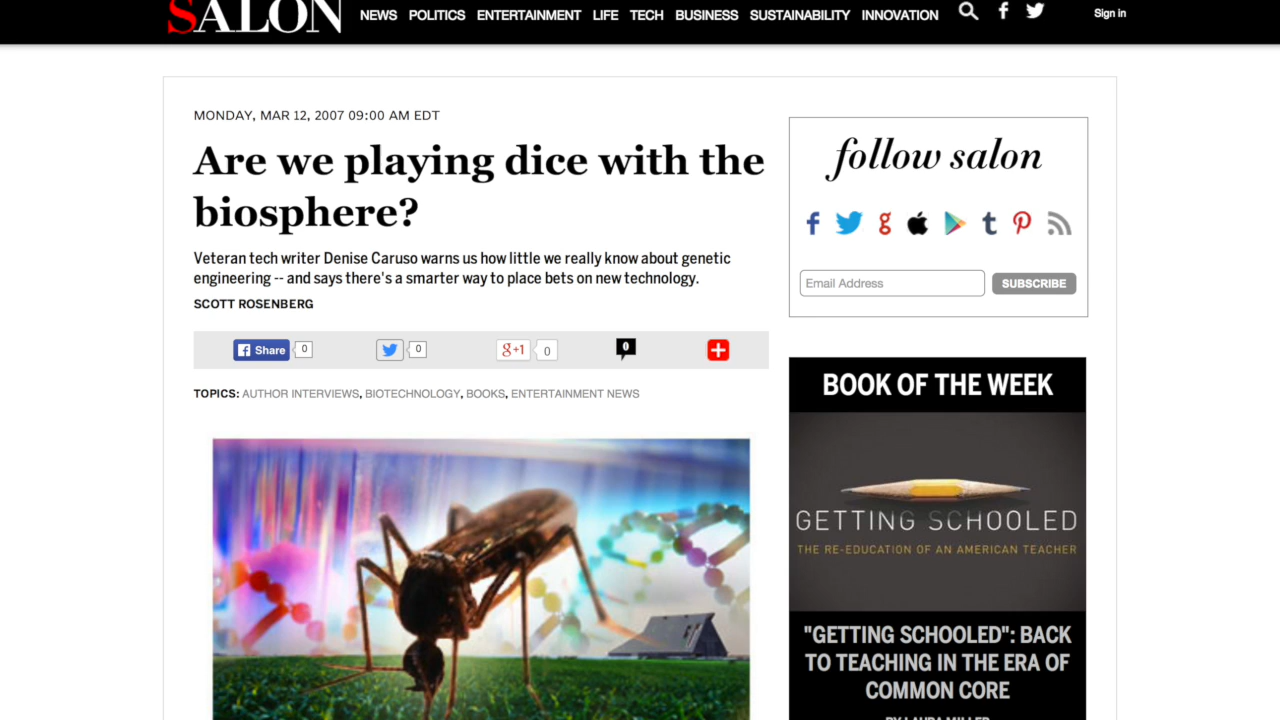 SALON
NEWS POLITICS ENTERTAINMENT LIFE TECH BUSINESS SUSTAINABILITY INNOVATION
Sign in
MONDAY, MAR 12, 2007 09:00 AM EDT
Are we playing dice with the
biosphere?
Veteran tech writer Denise Caruso warns us how little we really know about genetic
engineering -- and says there's a smarter way to place bets on new technology.
SCOTT ROSENBERG
Share 0
0
g+1 0
0
TOPICS: AUTHOR INTERVIEWS, BIOTECHNOLOGY, BOOKS, ENTERTAINMENT NEWS
follow salon
Email Address
SUBSCRIBE
BOOK OF THE WEEK
GETTING SCHOOLED
THE RE-EDUCATION OF AN AMERICAN TEACHER
"GETTING SCHOOLED": BACK
TO TEACHING IN THE ERA OF
COMMON CORE
BY LAURA MILLER